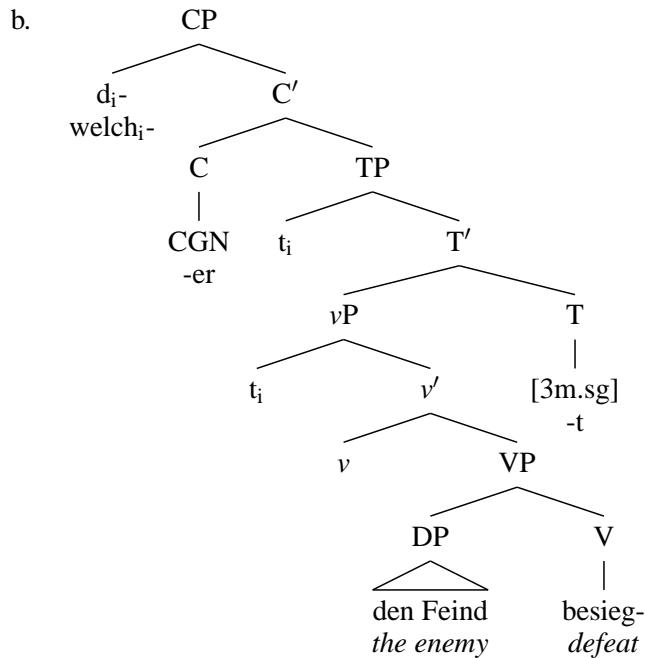 b.
CP
dᵢ-
welchᵢ-
C′
C
TP
CGN
-er
tᵢ
T′
vP
T
tᵢ
v′
[3m.sg]
-t
v
VP
DP
V
den Feind
the enemy
besieg-
defeat